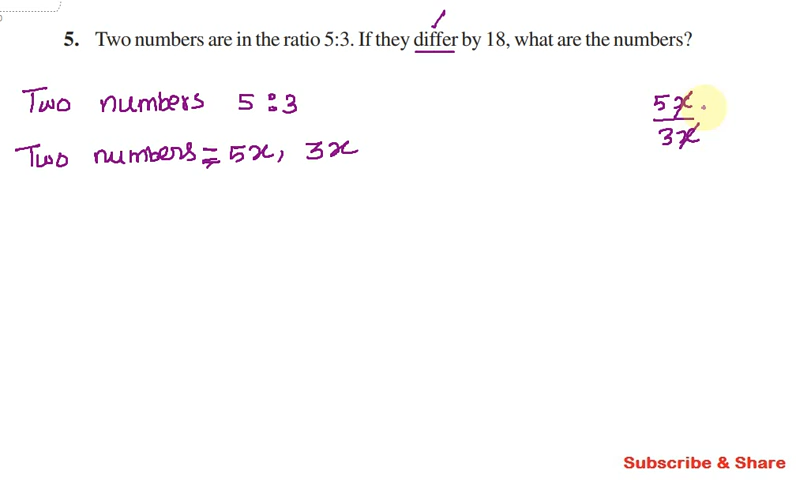 5. Two numbers are in the ratio 5:3. If they differ by 18, what are the numbers?
Two numbers 5 : 3
5x
3x
Two numbers = 5x, 3x
Subscribe & Share